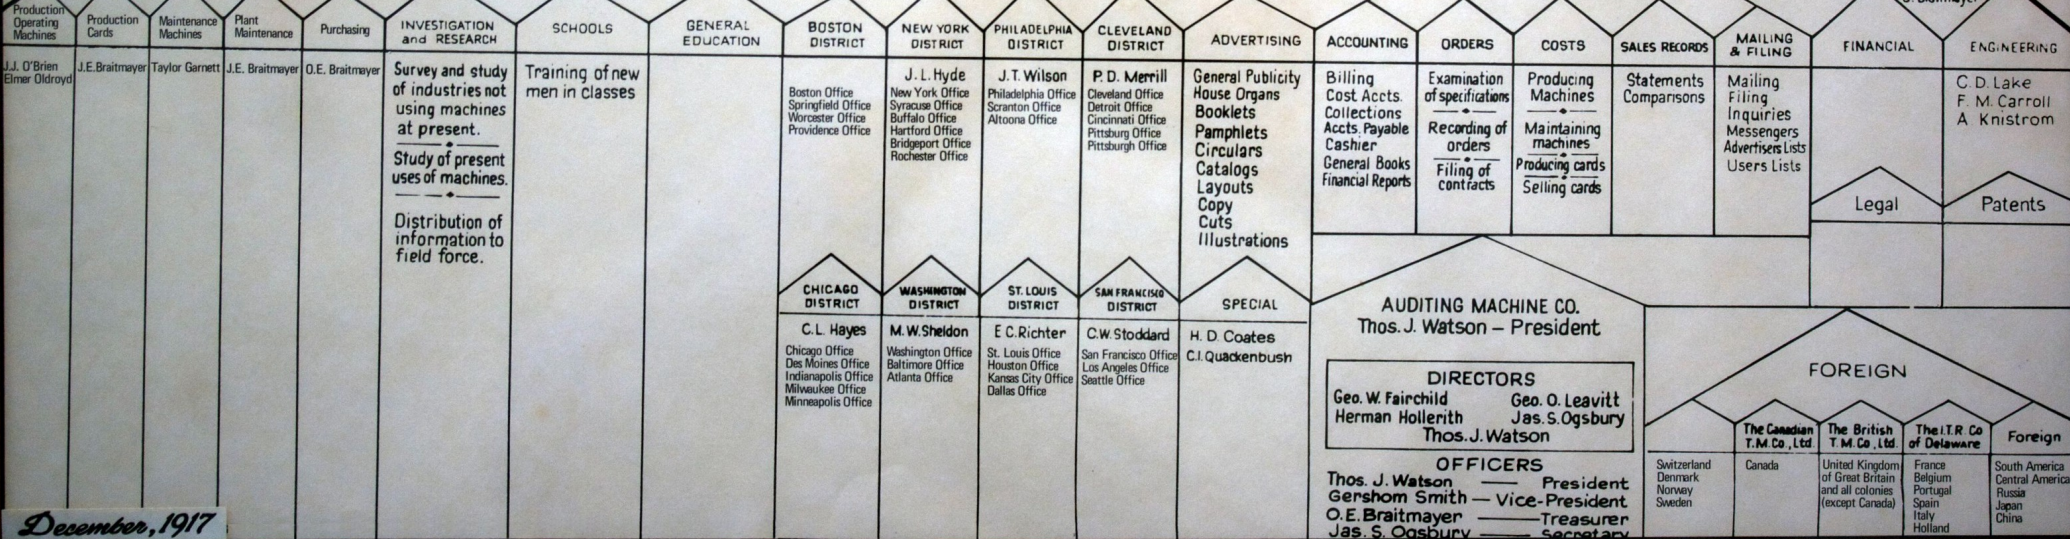 Production
Operating
Machines
J.J. O'Brien
Elmer Oldroyd
Production
Cards
J.E. Braitmayer
Maintenance
Machines
Taylor Garnett
Plant
Maintenance
J.E. Braitmayer
Purchasing
O.E. Braitmayer
INVESTIGATION
and RESEARCH
Survey and study
of industries not
using machines
at present.
Study of present
uses of machines.
Distribution of
information to
field force.
SCHOOLS
Training of new
men in classes
GENERAL
EDUCATION
BOSTON
DISTRICT
Boston Office
Springfield Office
Worcester Office
Providence Office
NEW YORK
DISTRICT
J. L. Hyde
New York Office
Syracuse Office
Buffalo Office
Hartford Office
Bridgeport Office
Rochester Office
PHILADELPHIA
DISTRICT
J. T. Wilson
Philadelphia Office
Scranton Office
Altoona Office
CLEVELAND
DISTRICT
P. D. Merrill
Cleveland Office
Detroit Office
Cincinnati Office
Pittsburg Office
Pittsburgh Office
ADVERTISING
General Publicity
House Organs
Booklets
Pamphlets
Circulars
Catalogs
Layouts
Copy
Cuts
Illustrations
CHICAGO
DISTRICT
C. L. Hayes
Chicago Office
Des Moines Office
Indianapolis Office
Milwaukee Office
Minneapolis Office
WASHINGTON
DISTRICT
M. W. Sheldon
Washington Office
Baltimore Office
Atlanta Office
ST. LOUIS
DISTRICT
E C. Richter
St. Louis Office
Houston Office
Kansas City Office
Dallas Office
SAN FRANCISCO
DISTRICT
C.W. Stoddard
San Francisco Office
Los Angeles Office
Seattle Office
SPECIAL
H. D. Coates
C.I. Quackenbush
ACCOUNTING
Billing
Cost Accts.
Collections
Accts. Payable
Cashier
General Books
Financial Reports
ORDERS
Examination
of specifications
Recording of
orders
Filing of
contracts
COSTS
Producing
Machines
Maintaining
machines
Producing cards
Selling cards
SALES RECORDS
Statements
Comparisons
MAILING
& FILING
Mailing
Filing
Inquiries
Messengers
Advertisers Lists
Users Lists
FINANCIAL
Legal
ENGINEERING
C. D. Lake
F. M. Carroll
A Knistrom
Patents
AUDITING MACHINE CO.
Thos. J. Watson – President
DIRECTORS
Geo. W. Fairchild Geo. O. Leavitt
Herman Hollerith Jas. S. Ogsbury
Thos. J. Watson
OFFICERS
Thos. J. Watson — President
Gershom Smith — Vice-President
O.E. Braitmayer — Treasurer
Jas. S. Ogsbury — Secretary
FOREIGN
Switzerland
Denmark
Norway
Sweden
The Canadian
T.M.Co., Ltd.
Canada
The British
T.M.Co., Ltd.
United Kingdom
of Great Britain
and all colonies
(except Canada)
The I.T.R. Co
of Delaware
France
Belgium
Portugal
Spain
Italy
Holland
Foreign
South America
Central America
Russia
Japan
China
December, 1917